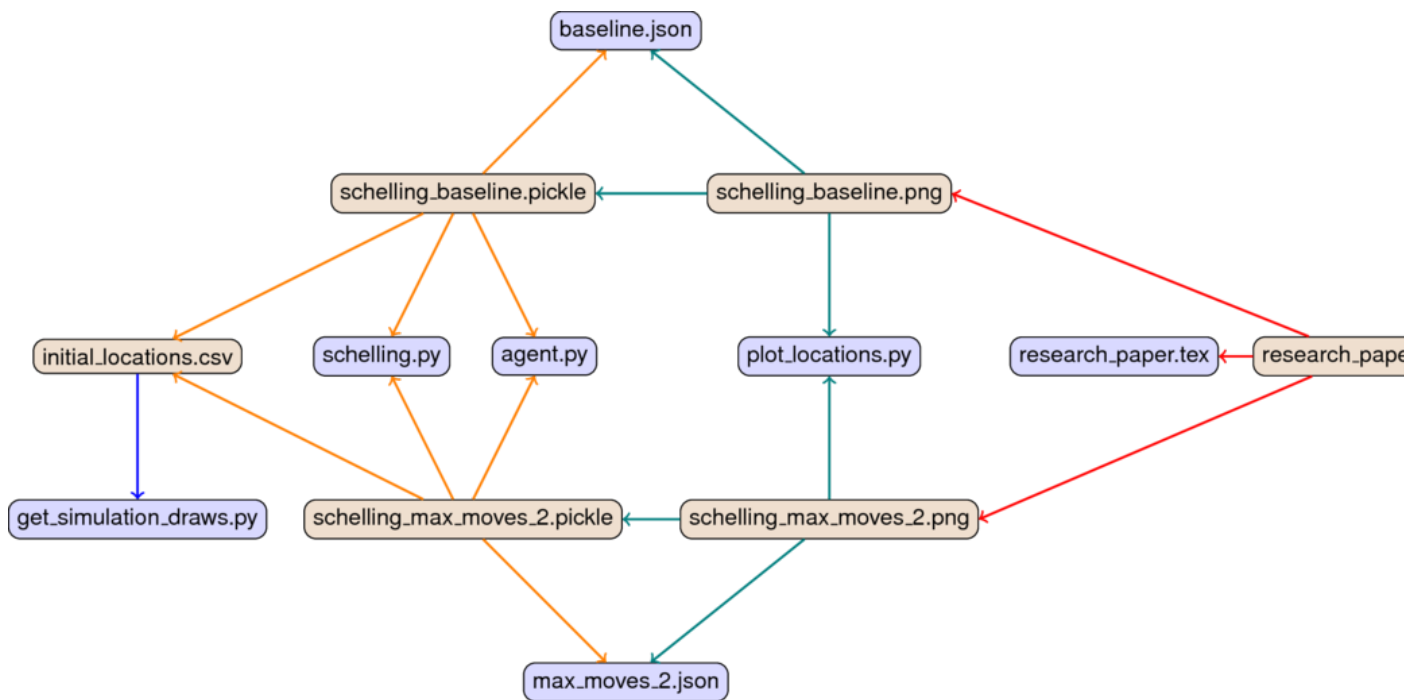 baseline.json
schelling_baseline.pickle
schelling_baseline.png
initial_locations.csv
schelling.py
agent.py
plot_locations.py
research_paper.tex
research_pape
get_simulation_draws.py
schelling_max_moves_2.pickle
schelling_max_moves_2.png
max_moves_2.json